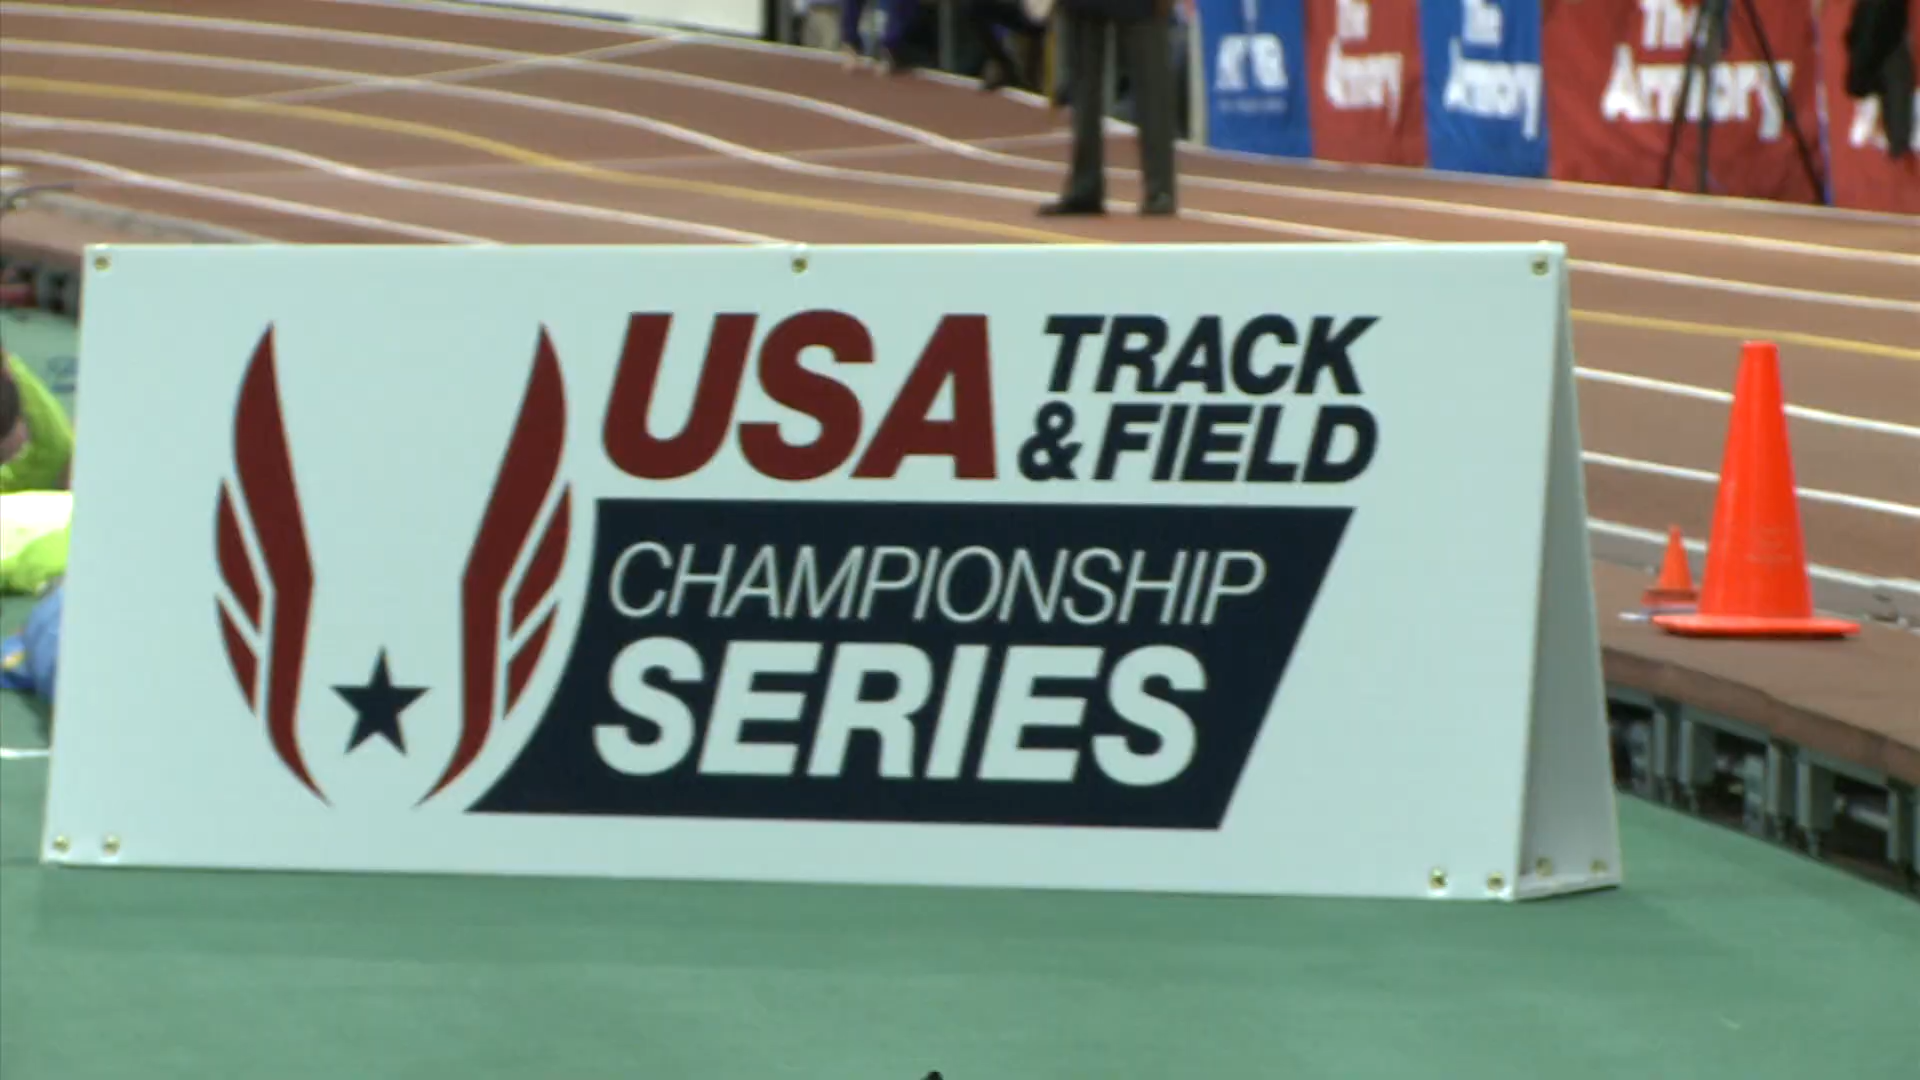 The
Armory
The
Armory
The
Armory
USA TRACK
& FIELD
CHAMPIONSHIP
SERIES